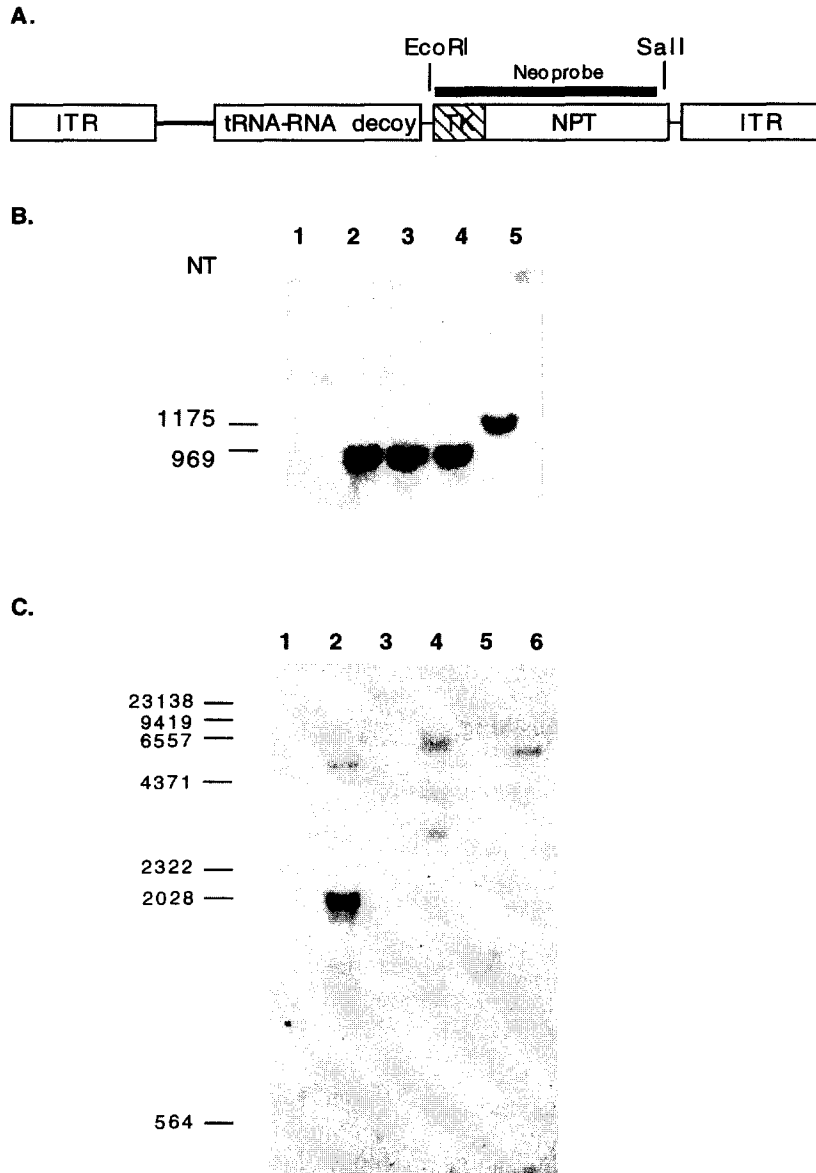 A.
EcoRI SalI
Neoprobe
ITR tRNA-RNA decoy TK NPT ITR
B.
1 2 3 4 5
NT
1175
969
C.
1 2 3 4 5 6
23138
9419
6557
4371
2322
2028
564